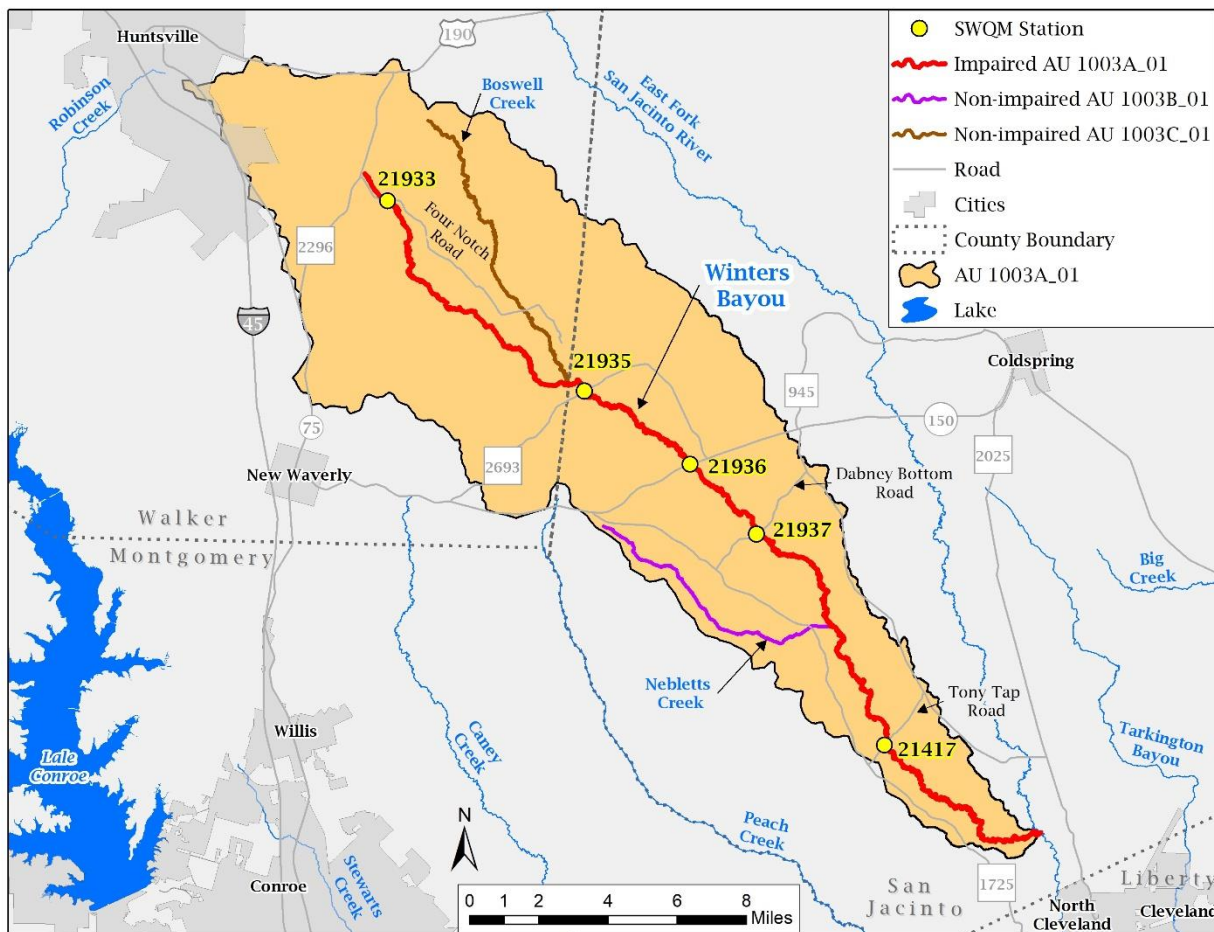 Huntsville
190
Robinson
Creek
Boswell
Creek
East Fork
San Jacinto River
SWQM Station
Impaired AU 1003A_01
Non-impaired AU 1003B_01
Non-impaired AU 1003C_01
Road
Cities
County Boundary
AU 1003A_01
Lake
21933
Four Notch
Road
2296
45
Winters
Bayou
21935
Coldspring
945
150
75
New Waverly
2693
21936
Dabney Bottom
Road
2025
21937
Walker
Montgomery
Big
Creek
Nebletts
Creek
Tony Tap
Road
Willis
Lale
Conroe
Caney
Creek
21417
Tarkington
Bayou
N
Peach
Creek
Conroe
Stewarts
Creek
0 1 2 4 6 8
Miles
San
Jacinto
1725
Liberty
North
Cleveland
Cleveland